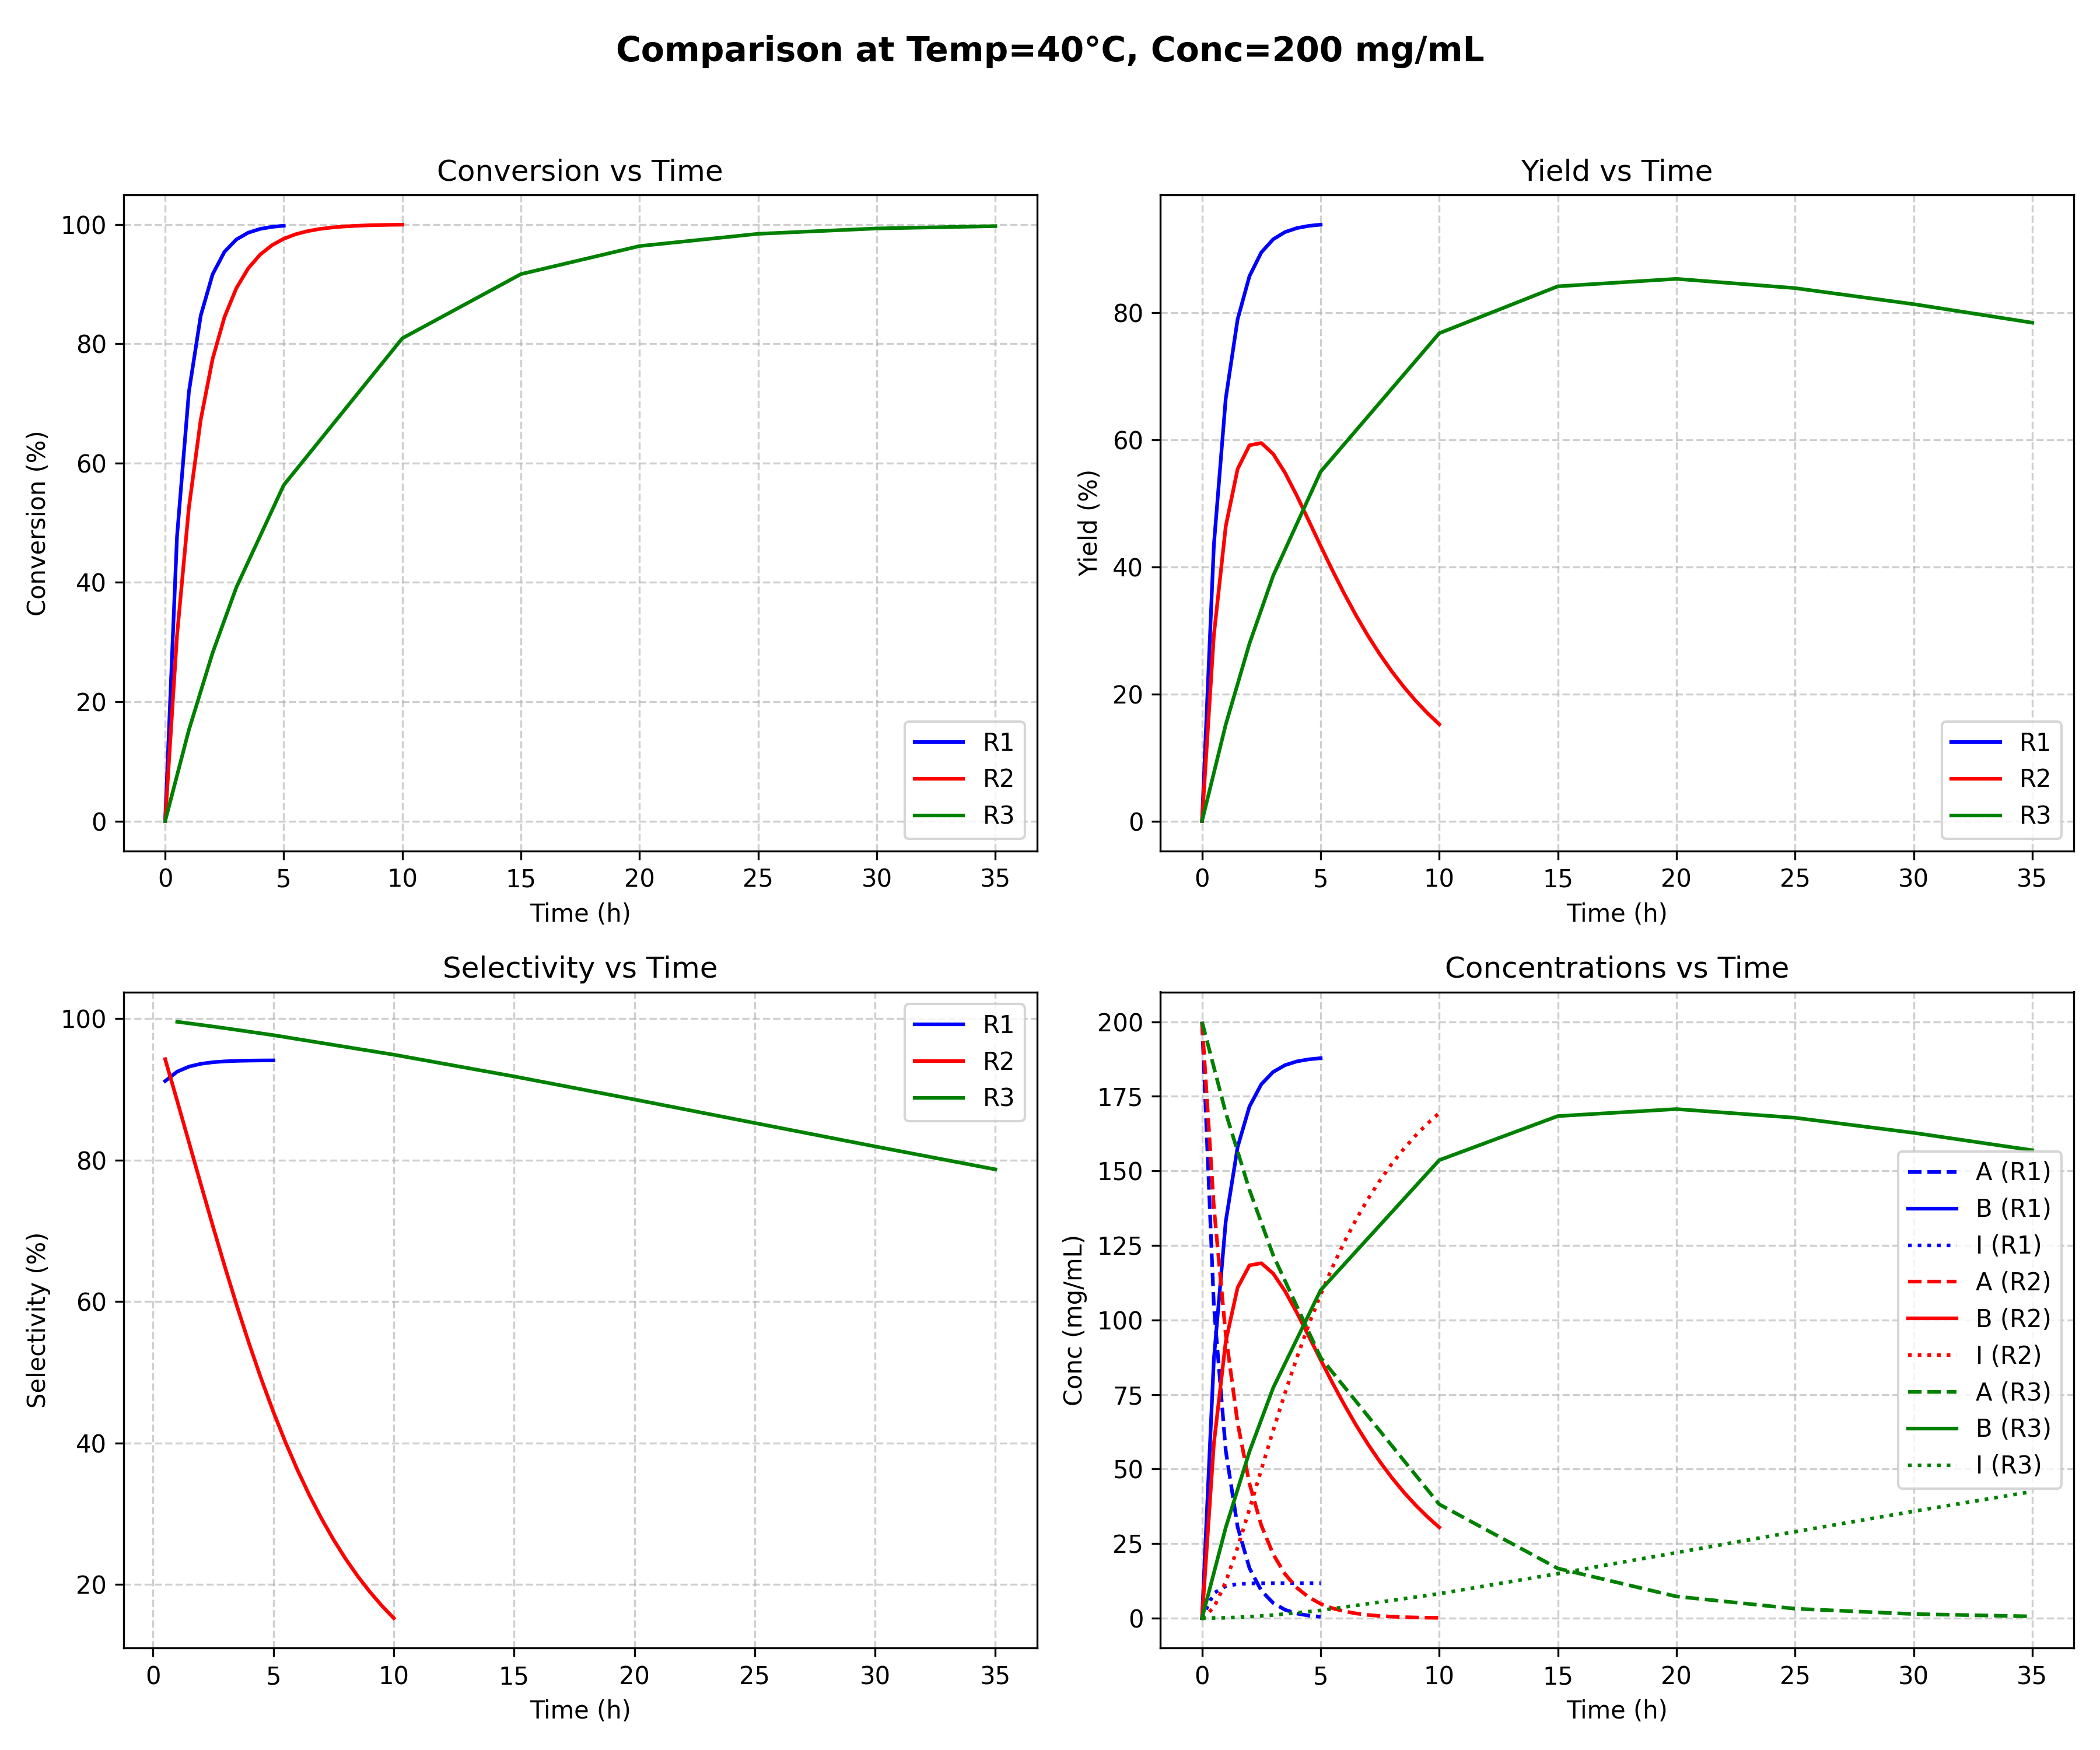 Comparison at Temp=40°C, Conc=200 mg/mL
Conversion vs Time
Conversion (%)
100
80
60
40
20
0
0 5 10 15 20 25 30 35
Time (h)
R1
R2
R3
Yield vs Time
Yield (%)
80
60
40
20
0
0 5 10 15 20 25 30 35
Time (h)
R1
R2
R3
Selectivity vs Time
Selectivity (%)
100
80
60
40
20
0 5 10 15 20 25 30 35
Time (h)
R1
R2
R3
Concentrations vs Time
Conc (mg/mL)
200
175
150
125
100
75
50
25
0
0 5 10 15 20 25 30 35
Time (h)
A (R1)
B (R1)
I (R1)
A (R2)
B (R2)
I (R2)
A (R3)
B (R3)
I (R3)